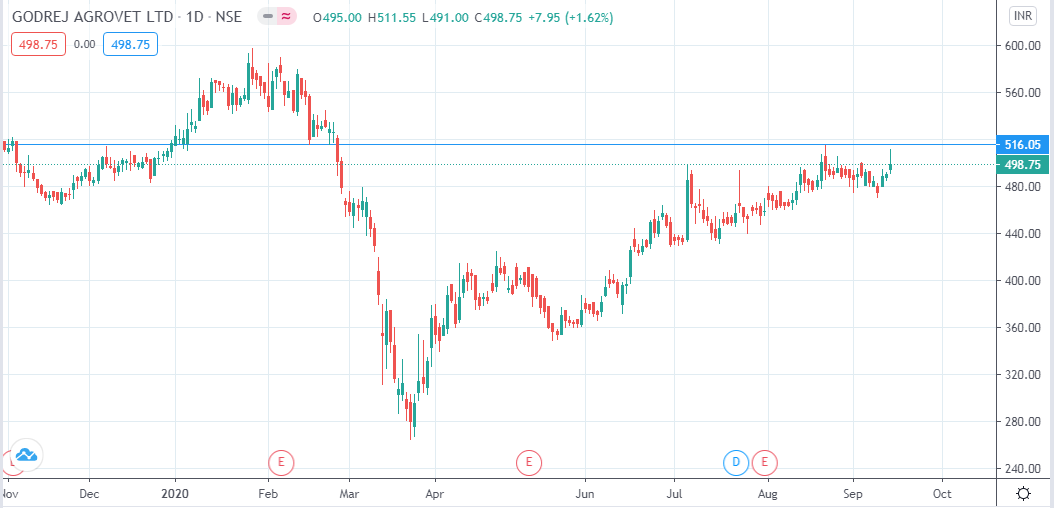 GODREJ AGROVET LTD · 1D · NSE O495.00 H511.55 L491.00 C498.75 +7.95 (+1.62%) INR
498.75 0.00 498.75
600.00
560.00
516.05
498.75
480.00
440.00
400.00
360.00
320.00
280.00
240.00
E E D E
Nov Dec 2020 Feb Mar Apr Jun Jul Aug Sep Oct